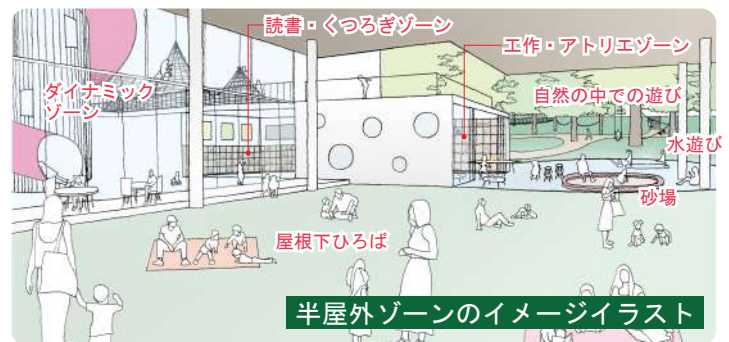 読書・くつろぎゾーン
工作・アトリエゾーン
ダイナミック
ゾーン
自然の中での遊び
水遊び
砂場
屋根下ひろば
半屋外ゾーンのイメージイラスト